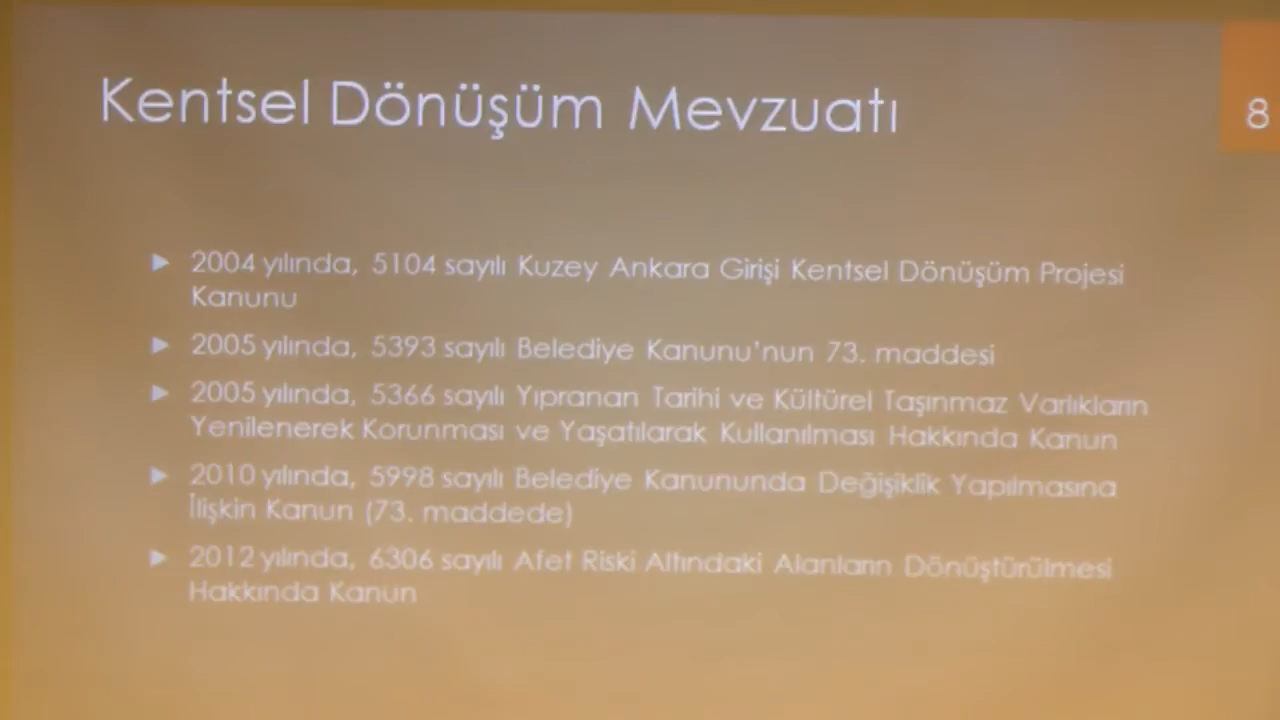 Kentsel Dönüşüm Mevzuatı
8
► 2004 yılında, 5104 sayılı Kuzey Ankara Girişi Kentsel Dönüşüm Projesi
Kanunu
► 2005 yılında, 5393 sayılı Belediye Kanunu'nun 73. maddesi
► 2005 yılında, 5366 sayılı Yıpranan Tarihi ve Kültürel Taşınmaz Varlıkların
Yenilenerek Korunması ve Yaşatılarak Kullanılması Hakkında Kanun
► 2010 yılında, 5998 sayılı Belediye Kanununda Değişiklik Yapılmasına
İlişkin Kanun (73. maddede)
► 2012 yılında, 6306 sayılı Afet Riski Altındaki Alanların Dönüştürülmesi
Hakkında Kanun